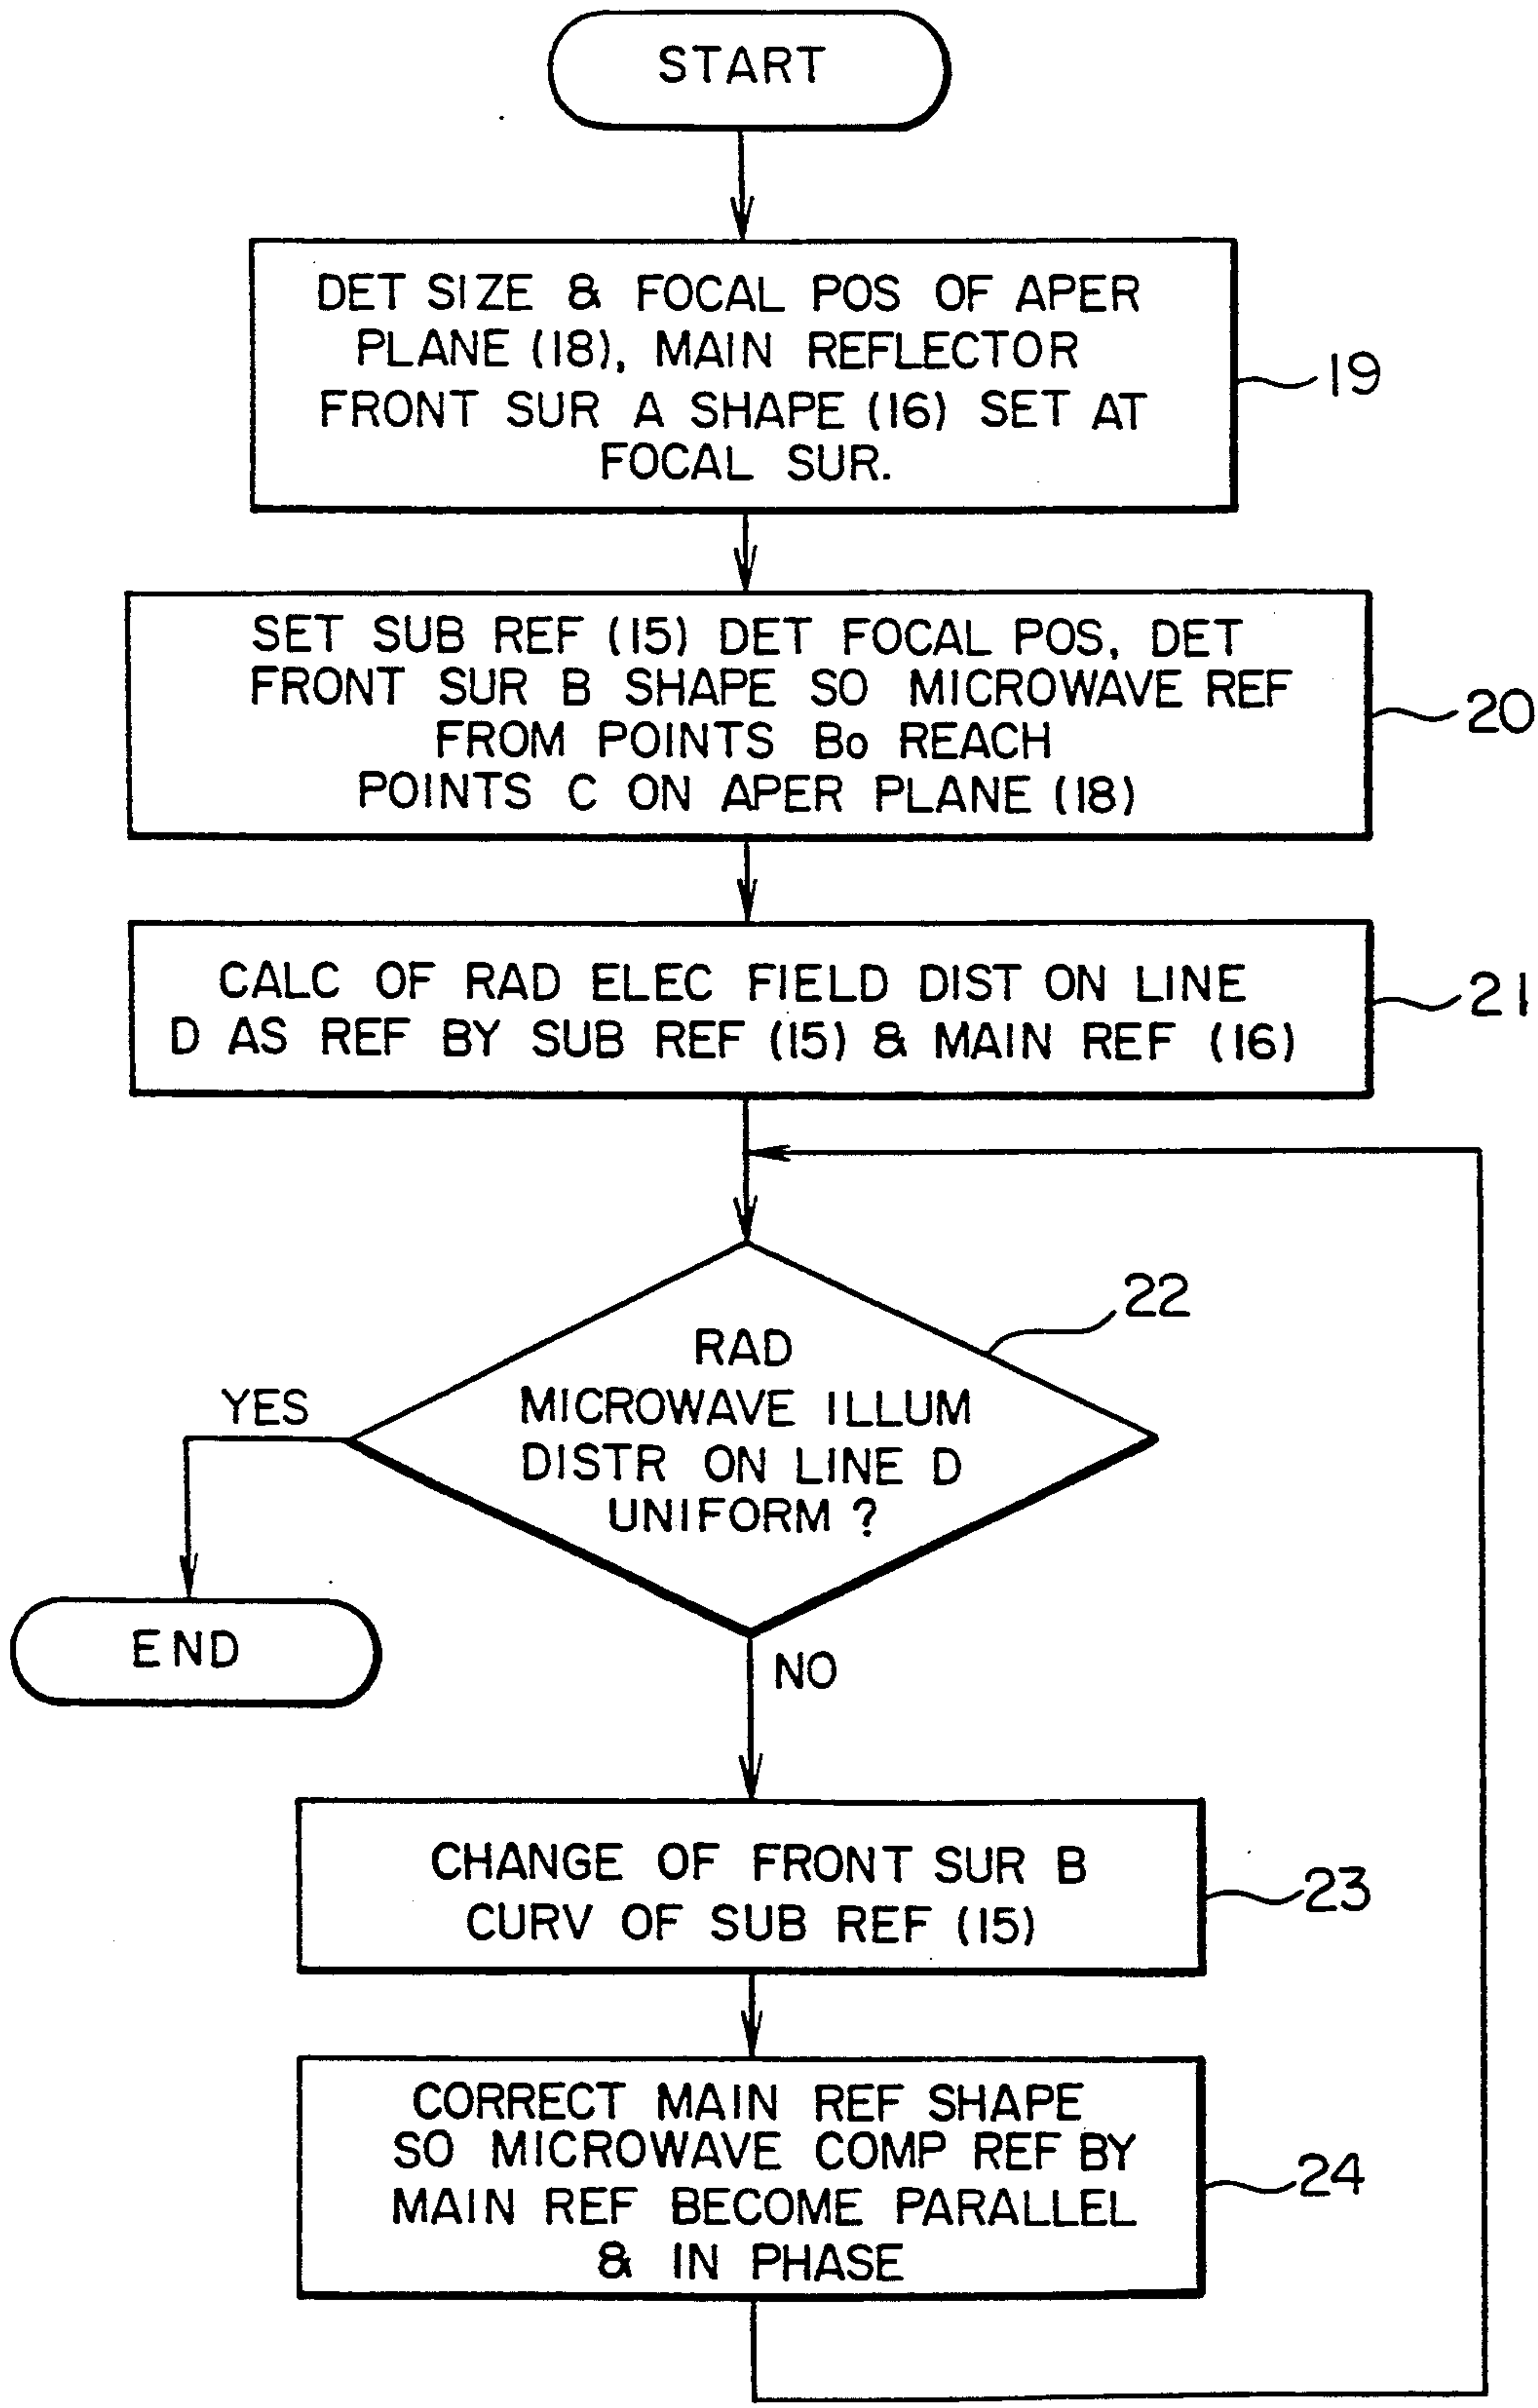 START
DET SIZE & FOCAL POS OF APER
PLANE (18), MAIN REFLECTOR
FRONT SUR A SHAPE (16) SET AT
FOCAL SUR.
19
SET SUB REF (15) DET FOCAL POS, DET
FRONT SUR B SHAPE SO MICROWAVE REF
FROM POINTS Bo REACH
POINTS C ON APER PLANE (18)
20
CALC OF RAD ELEC FIELD DIST ON LINE
D AS REF BY SUB REF (15) & MAIN REF (16)
21
22
RAD
MICROWAVE ILLUM
DISTR ON LINE D
UNIFORM ?
YES
END
NO
CHANGE OF FRONT SUR B
CURV OF SUB REF (15)
23
CORRECT MAIN REF SHAPE
SO MICROWAVE COMP REF BY
MAIN REF BECOME PARALLEL
& IN PHASE
24